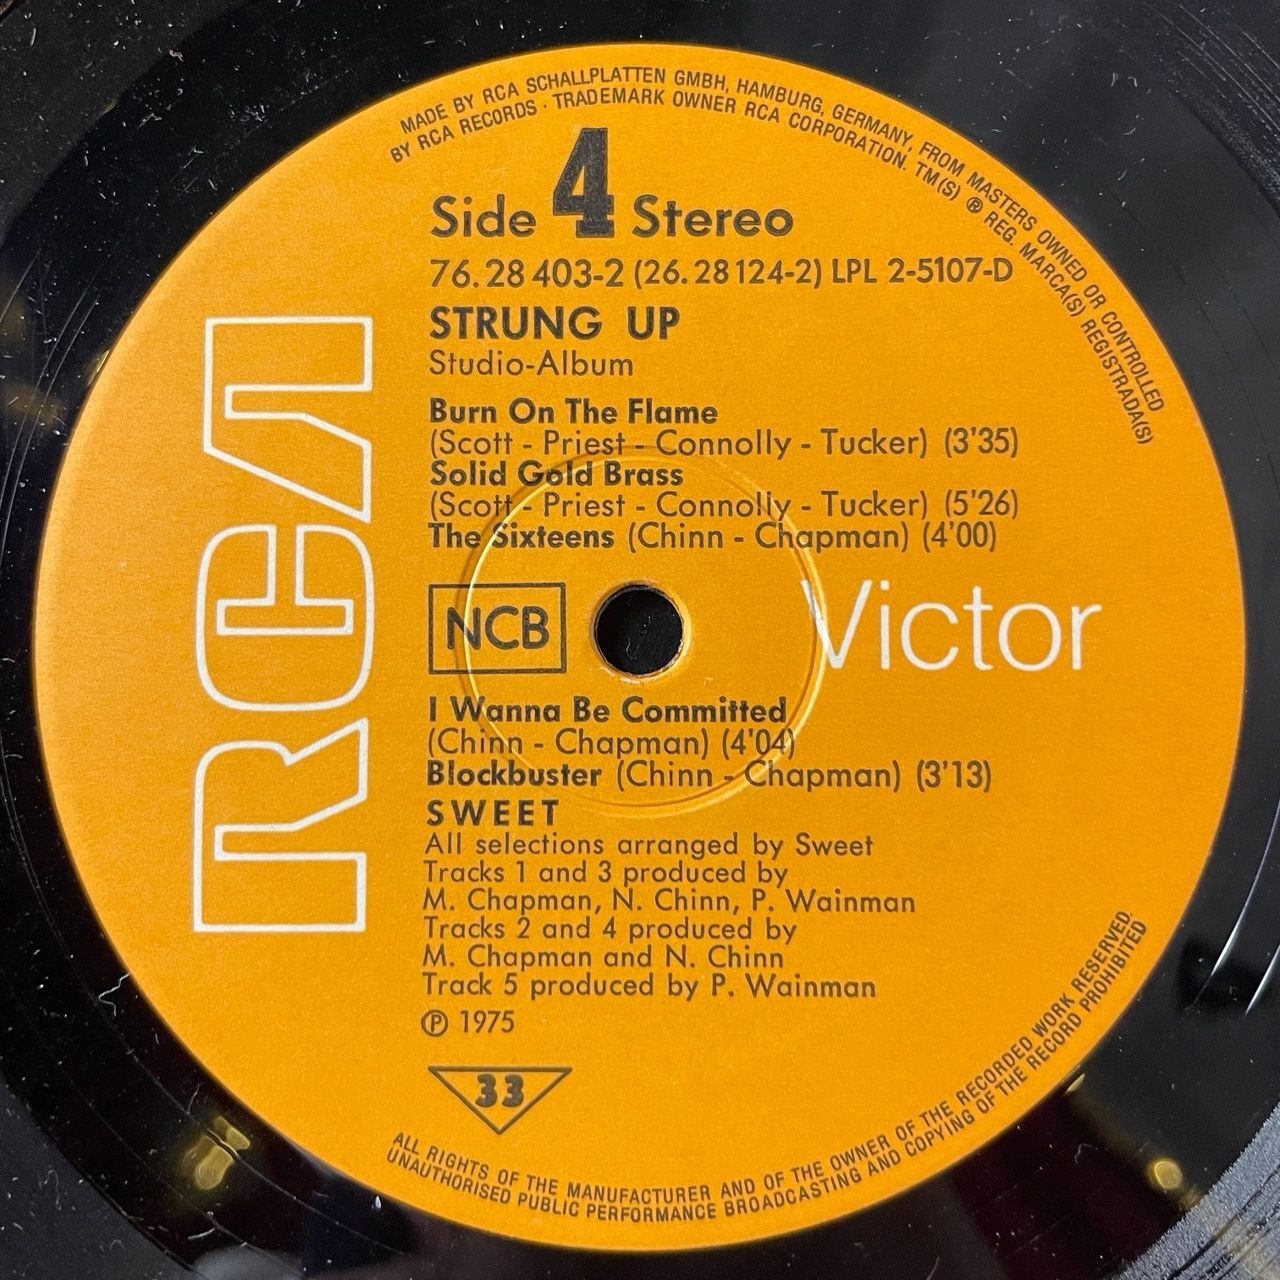 MADE BY RCA SCHALLPLATTEN GMBH, HAMBURG, GERMANY, FROM MASTERS OWNED OR CONTROLLED
BY RCA RECORDS · TRADEMARK OWNER RCA CORPORATION. TM(S) ® REG. MARCA(S) REGISTRADA(S)
Side 4 Stereo
76.28 403-2 (26.28 124-2) LPL 2-5107-D
STRUNG UP
Studio-Album
Burn On The Flame
(Scott - Priest - Connolly - Tucker) (3'35)
Solid Gold Brass
(Scott - Priest - Connolly - Tucker) (5'26)
The Sixteens (Chinn - Chapman) (4'00)
RCA
NCB
Victor
I Wanna Be Committed
(Chinn - Chapman) (4'04)
Blockbuster (Chinn - Chapman) (3'13)
SWEET
All selections arranged by Sweet
Tracks 1 and 3 produced by
M. Chapman, N. Chinn, P. Wainman
Tracks 2 and 4 produced by
M. Chapman and N. Chinn
Track 5 produced by P. Wainman
℗ 1975
33
ALL RIGHTS OF THE MANUFACTURER AND OF THE OWNER OF THE RECORDED WORK RESERVED.
UNAUTHORISED PUBLIC PERFORMANCE BROADCASTING AND COPYING OF THE RECORD PROHIBITED